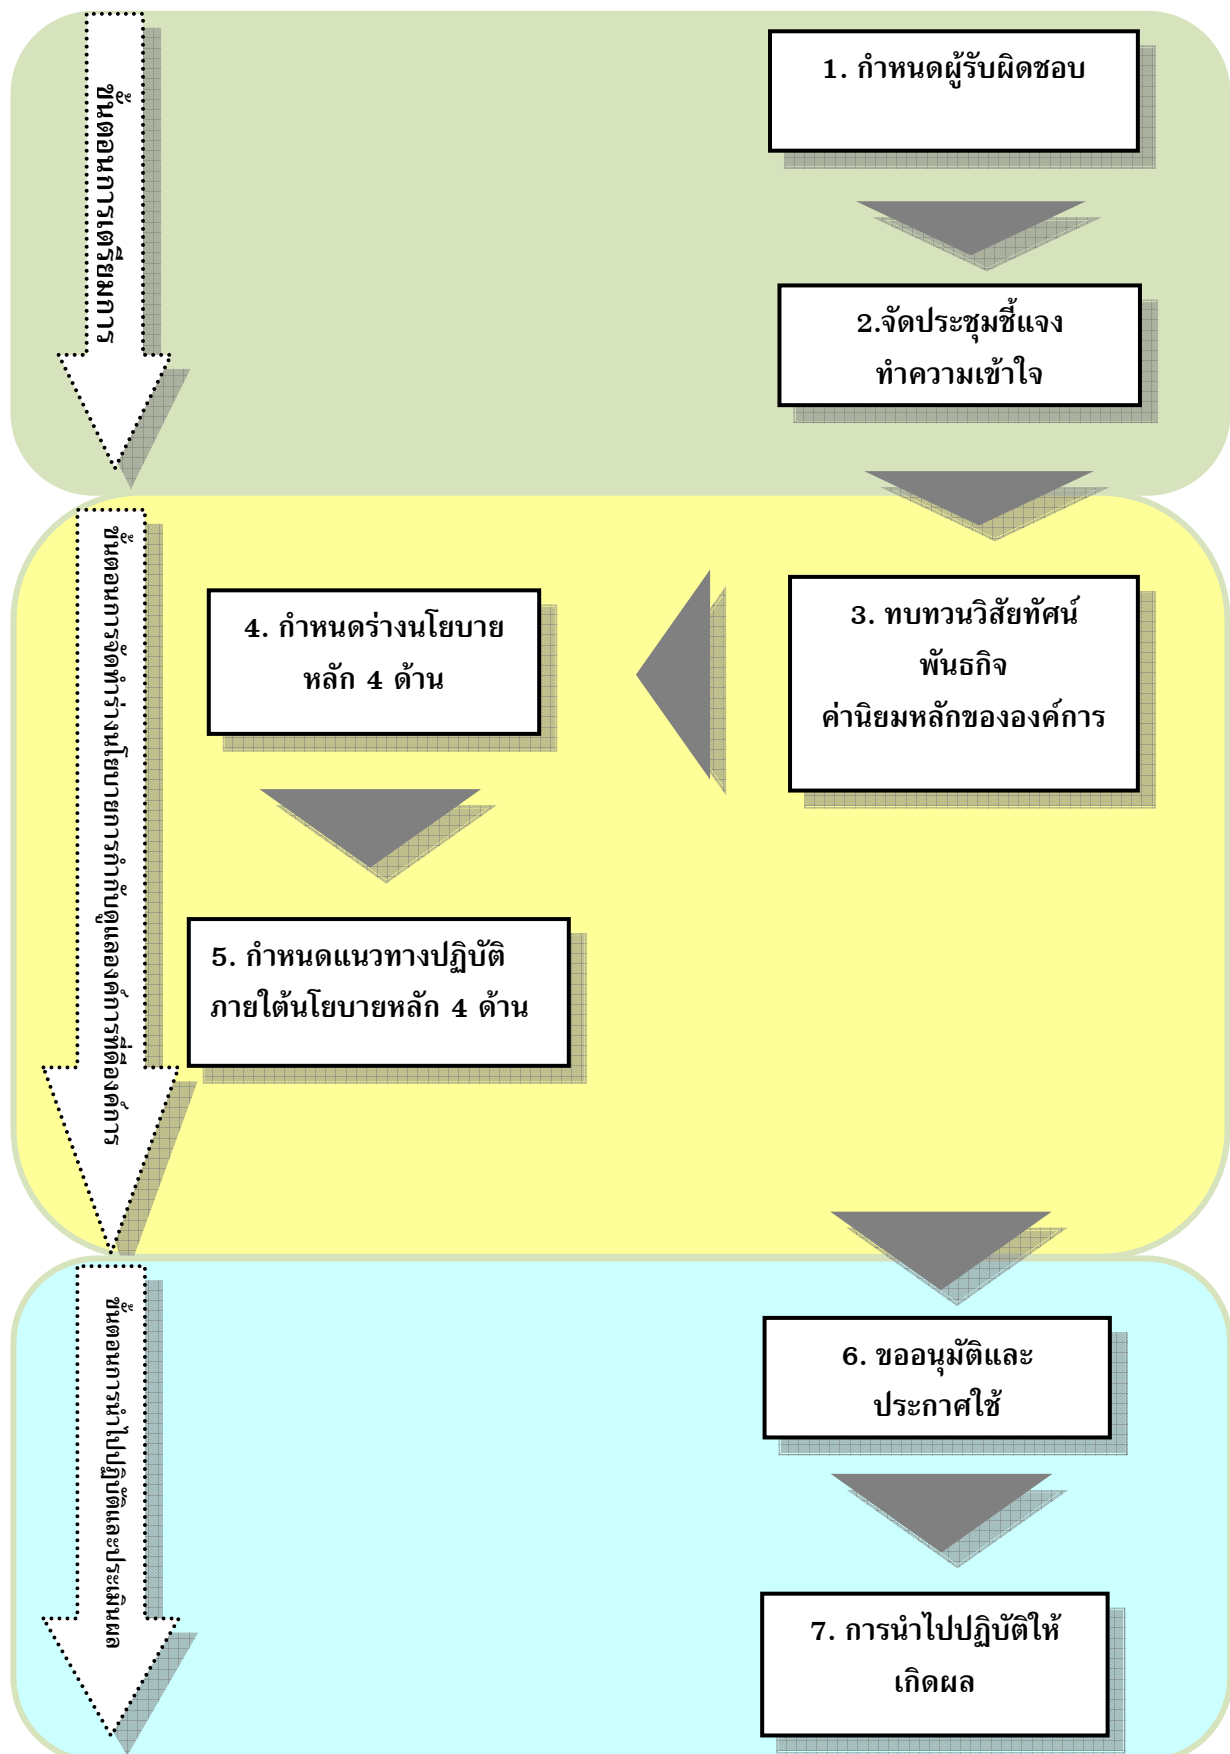 ขั้นตอนการเตรียมการ
1. กำหนดผู้รับผิดชอบ
2.จัดประชุมชี้แจง
ทำความเข้าใจ
ขั้นตอนการจัดทำร่างนโยบายการกำกับดูแลองค์การที่ดีองค์การ
3. ทบทวนวิสัยทัศน์
พันธกิจ
ค่านิยมหลักขององค์การ
4. กำหนดร่างนโยบาย
หลัก 4 ด้าน
5. กำหนดแนวทางปฏิบัติ
ภายใต้นโยบายหลัก 4 ด้าน
ขั้นตอนการนำไปปฏิบัติและประเมินผล
6. ขออนุมัติและ
ประกาศใช้
7. การนำไปปฏิบัติให้
เกิดผล